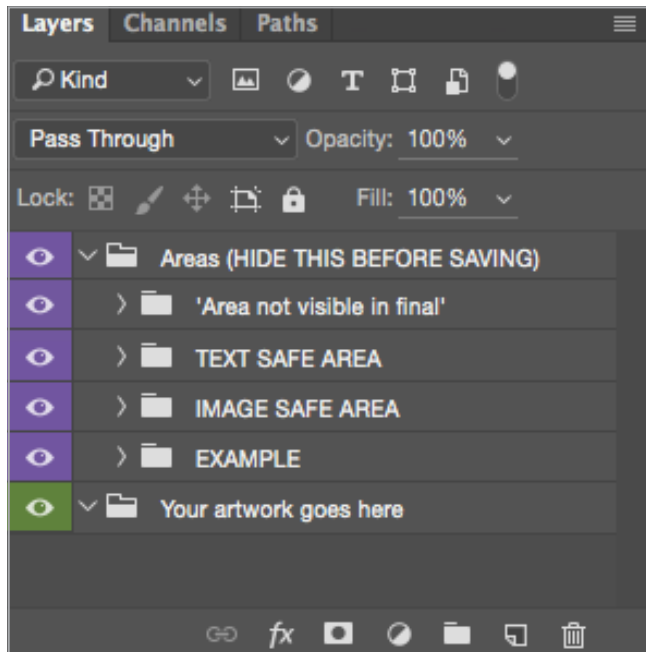 Layers Channels Paths
Kind
Pass Through Opacity: 100%
Lock: Fill: 100%
Areas (HIDE THIS BEFORE SAVING)
'Area not visible in final'
TEXT SAFE AREA
IMAGE SAFE AREA
EXAMPLE
Your artwork goes here
fx